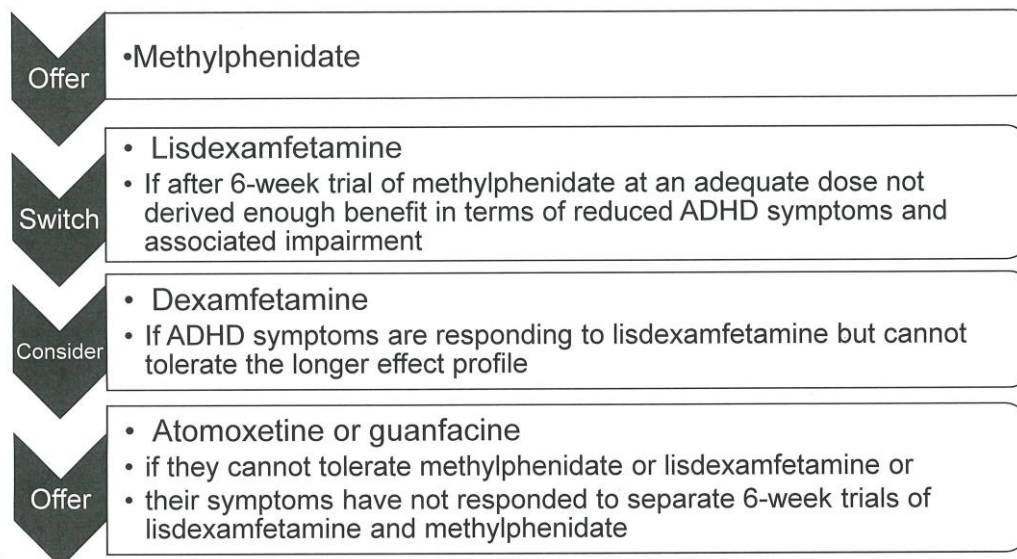 Offer
•Methylphenidate
Switch
• Lisdexamfetamine
• If after 6-week trial of methylphenidate at an adequate dose not
derived enough benefit in terms of reduced ADHD symptoms and
associated impairment
Consider
• Dexamfetamine
• If ADHD symptoms are responding to lisdexamfetamine but cannot
tolerate the longer effect profile
Offer
• Atomoxetine or guanfacine
• if they cannot tolerate methylphenidate or lisdexamfetamine or
• their symptoms have not responded to separate 6-week trials of
lisdexamfetamine and methylphenidate